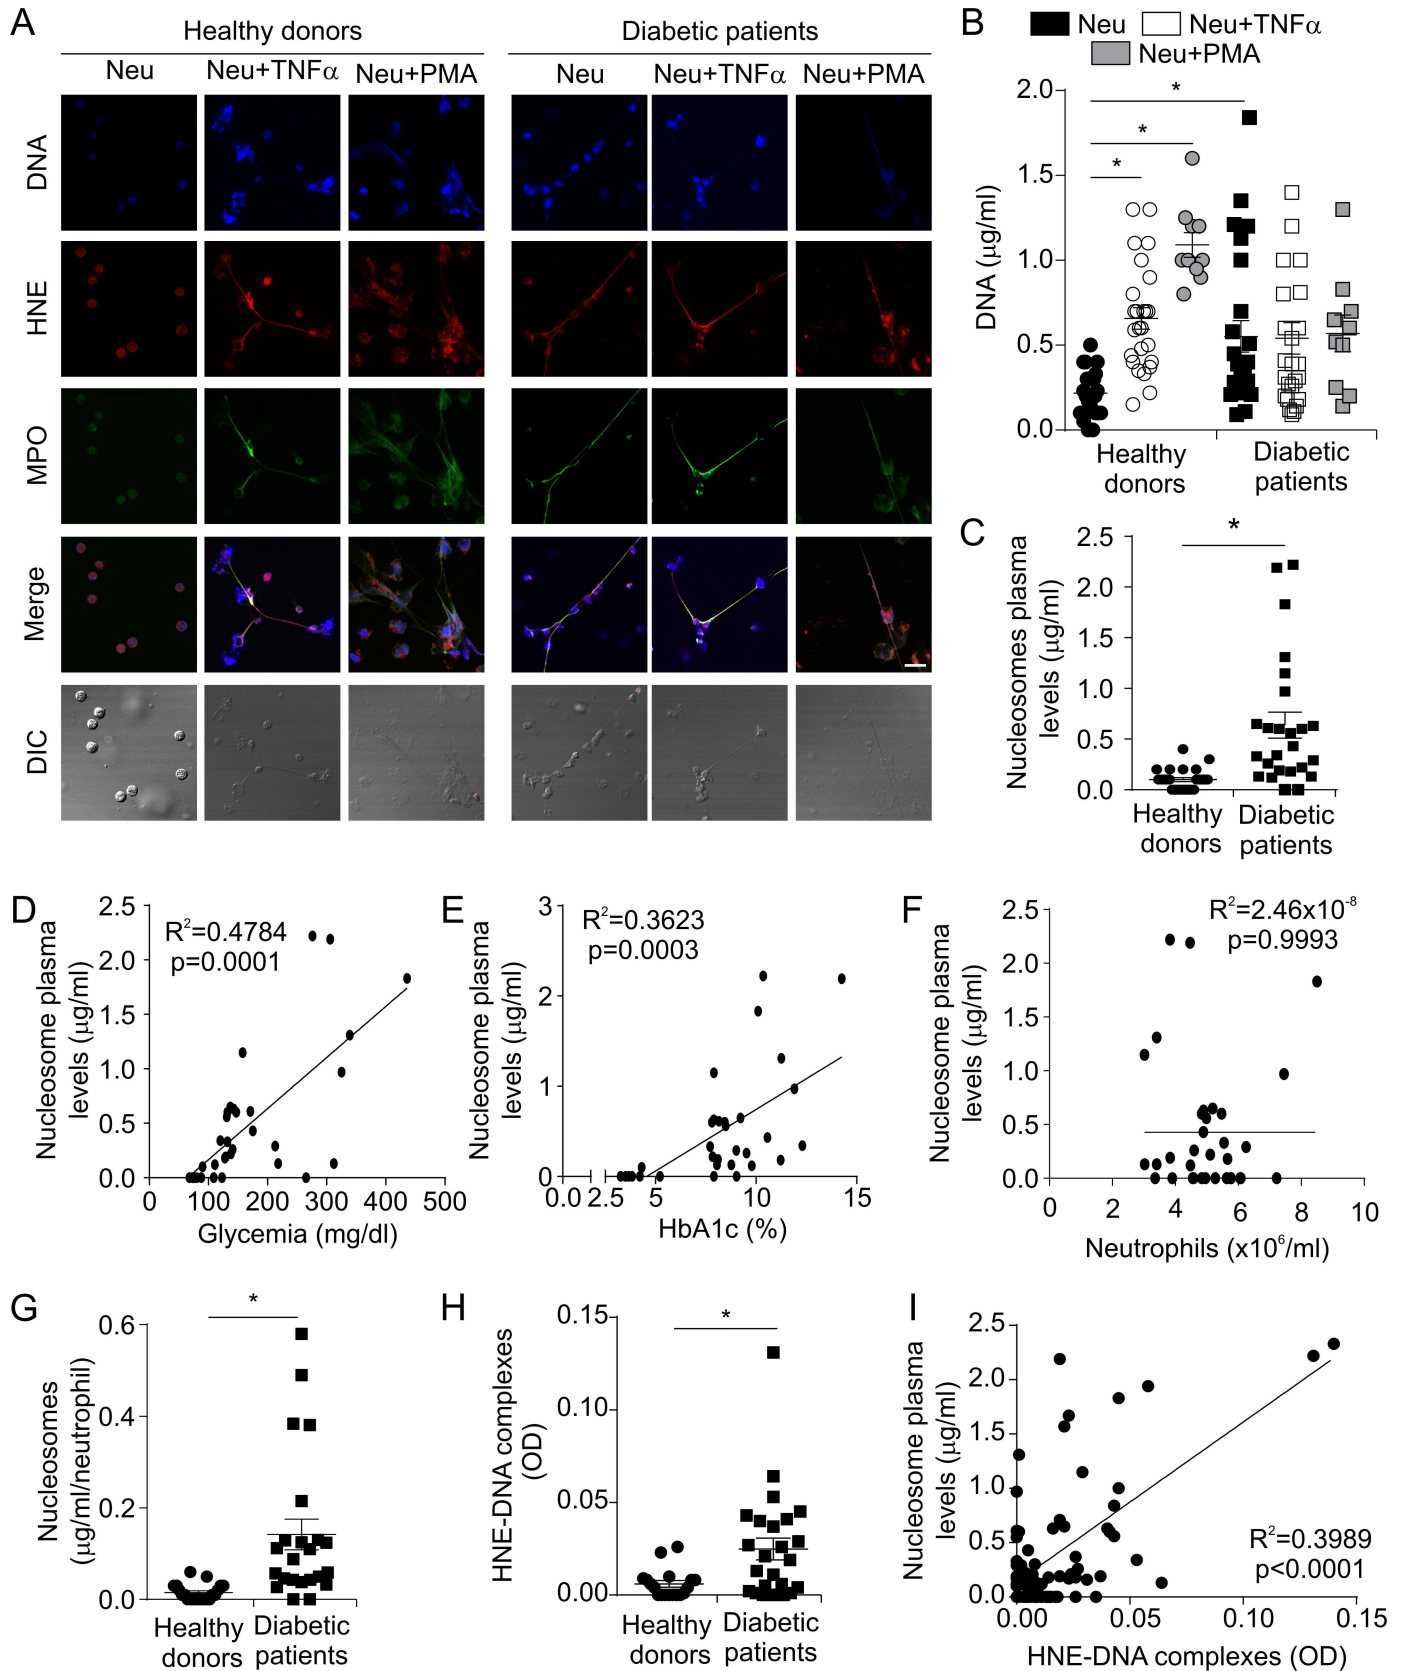 A
Healthy donors
Diabetic patients
Neu
Neu+TNFα
Neu+PMA
Neu
Neu+TNFα
Neu+PMA
DNA
HNE
MPO
Merge
DIC
B
Neu
Neu+TNFα
Neu+PMA
DNA (μg/ml)
2.0
1.5
1.0
0.5
0.0
*
*
*
Healthy
donors
Diabetic
patients
C
Nucleosomes plasma
levels (μg/ml)
2.5
2.0
1.5
1.0
0.5
0.0
*
Healthy
donors
Diabetic
patients
D
Nucleosome plasma
levels (μg/ml)
2.5
2.0
1.5
1.0
0.5
0
R²=0.4784
p=0.0001
0 100 200 300 400 500
Glycemia (mg/dl)
E
Nucleosome plasma
levels (μg/ml)
3
2
1
0
R²=0.3623
p=0.0003
0.0 2.5 5 10 15
HbA1c (%)
F
Nucleosome plasma
levels (μg/ml)
2.5
2.0
1.5
1.0
0.5
0.0
R²=2.46x10⁻⁸
p=0.9993
0 2 4 6 8 10
Neutrophils (x10⁶/ml)
G
Nucleosomes
(μg/ml/neutrophil)
0.6
0.4
0.2
0.0
*
Healthy
donors
Diabetic
patients
H
HNE-DNA complexes
(OD)
0.15
0.10
0.05
0.00
*
Healthy
donors
Diabetic
patients
I
Nucleosome plasma
levels (μg/ml)
2.5
2.0
1.5
1.0
0.5
0.0
R²=0.3989
p<0.0001
0.00 0.05 0.10 0.15
HNE-DNA complexes (OD)